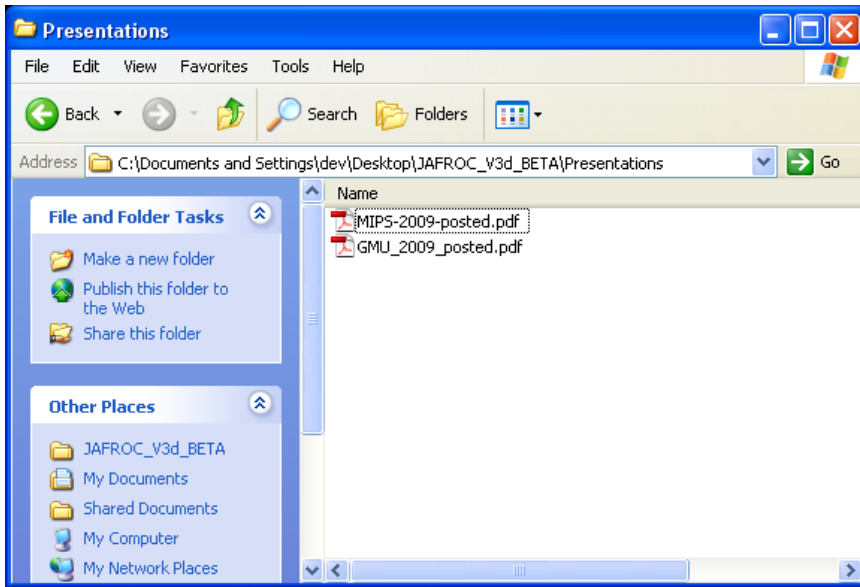 Presentations
File Edit View Favorites Tools Help
Back Search Folders
Address C:\Documents and Settings\dev\Desktop\JAFROC_V3d_BETA\Presentations Go
File and Folder Tasks
Make a new folder
Publish this folder to
the Web
Share this folder
Other Places
JAFROC_V3d_BETA
My Documents
Shared Documents
My Computer
My Network Places
Name
MIPS-2009-posted.pdf
GMU_2009_posted.pdf